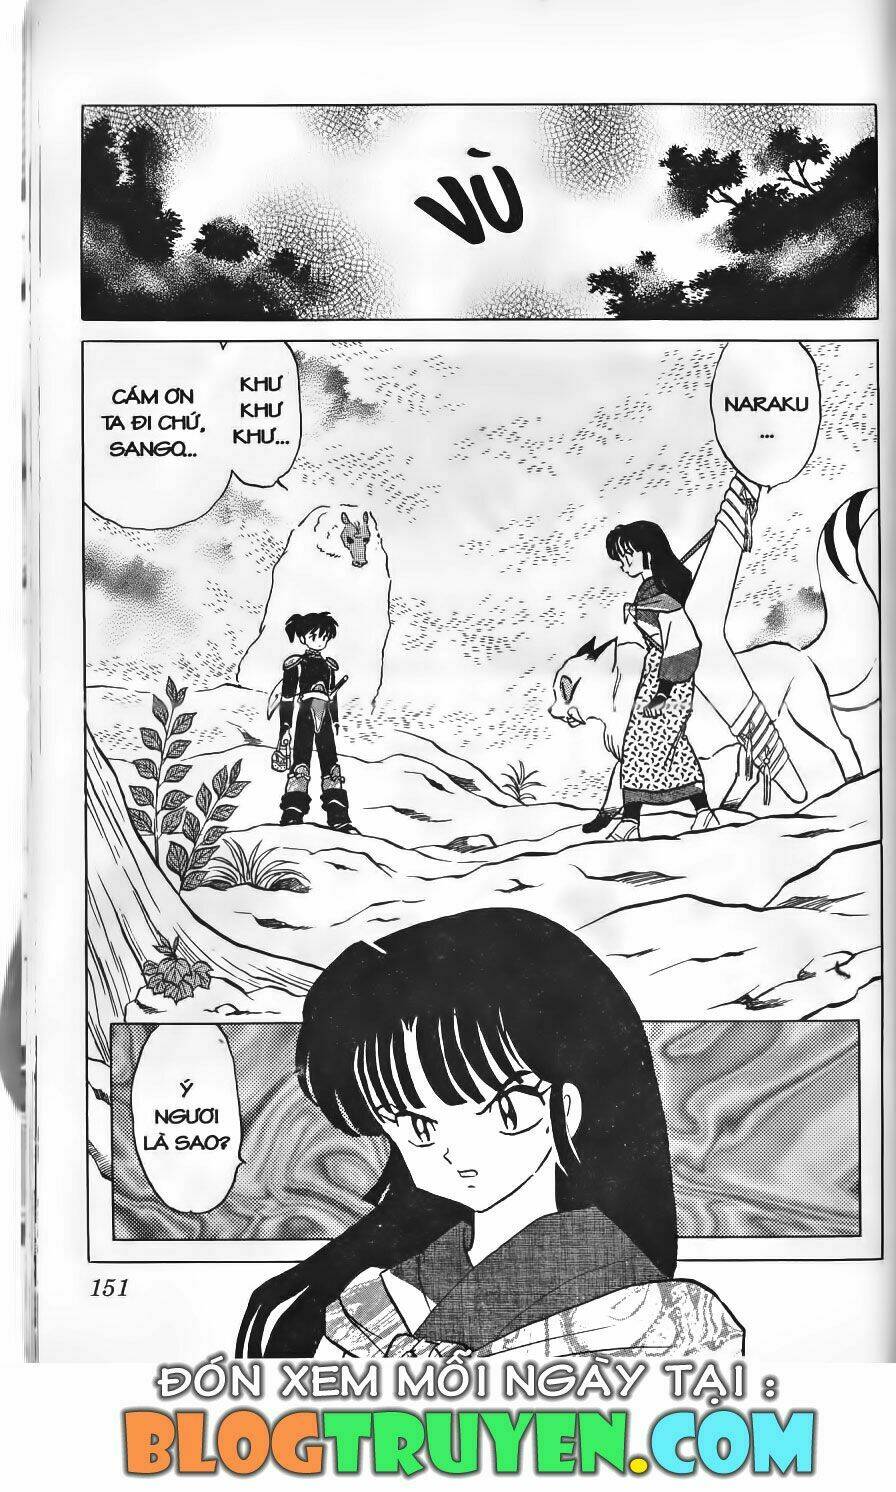 VÙ
NARAKU
...
KHƯ
KHƯ
KHƯ...
CÁM ƠN
TA ĐI CHỨ,
SANGO...
Ý
NGƯƠI
LÀ SAO?
151
ĐÓN XEM MỖI NGÀY TẠI :
BLOGTRUYEN.COM